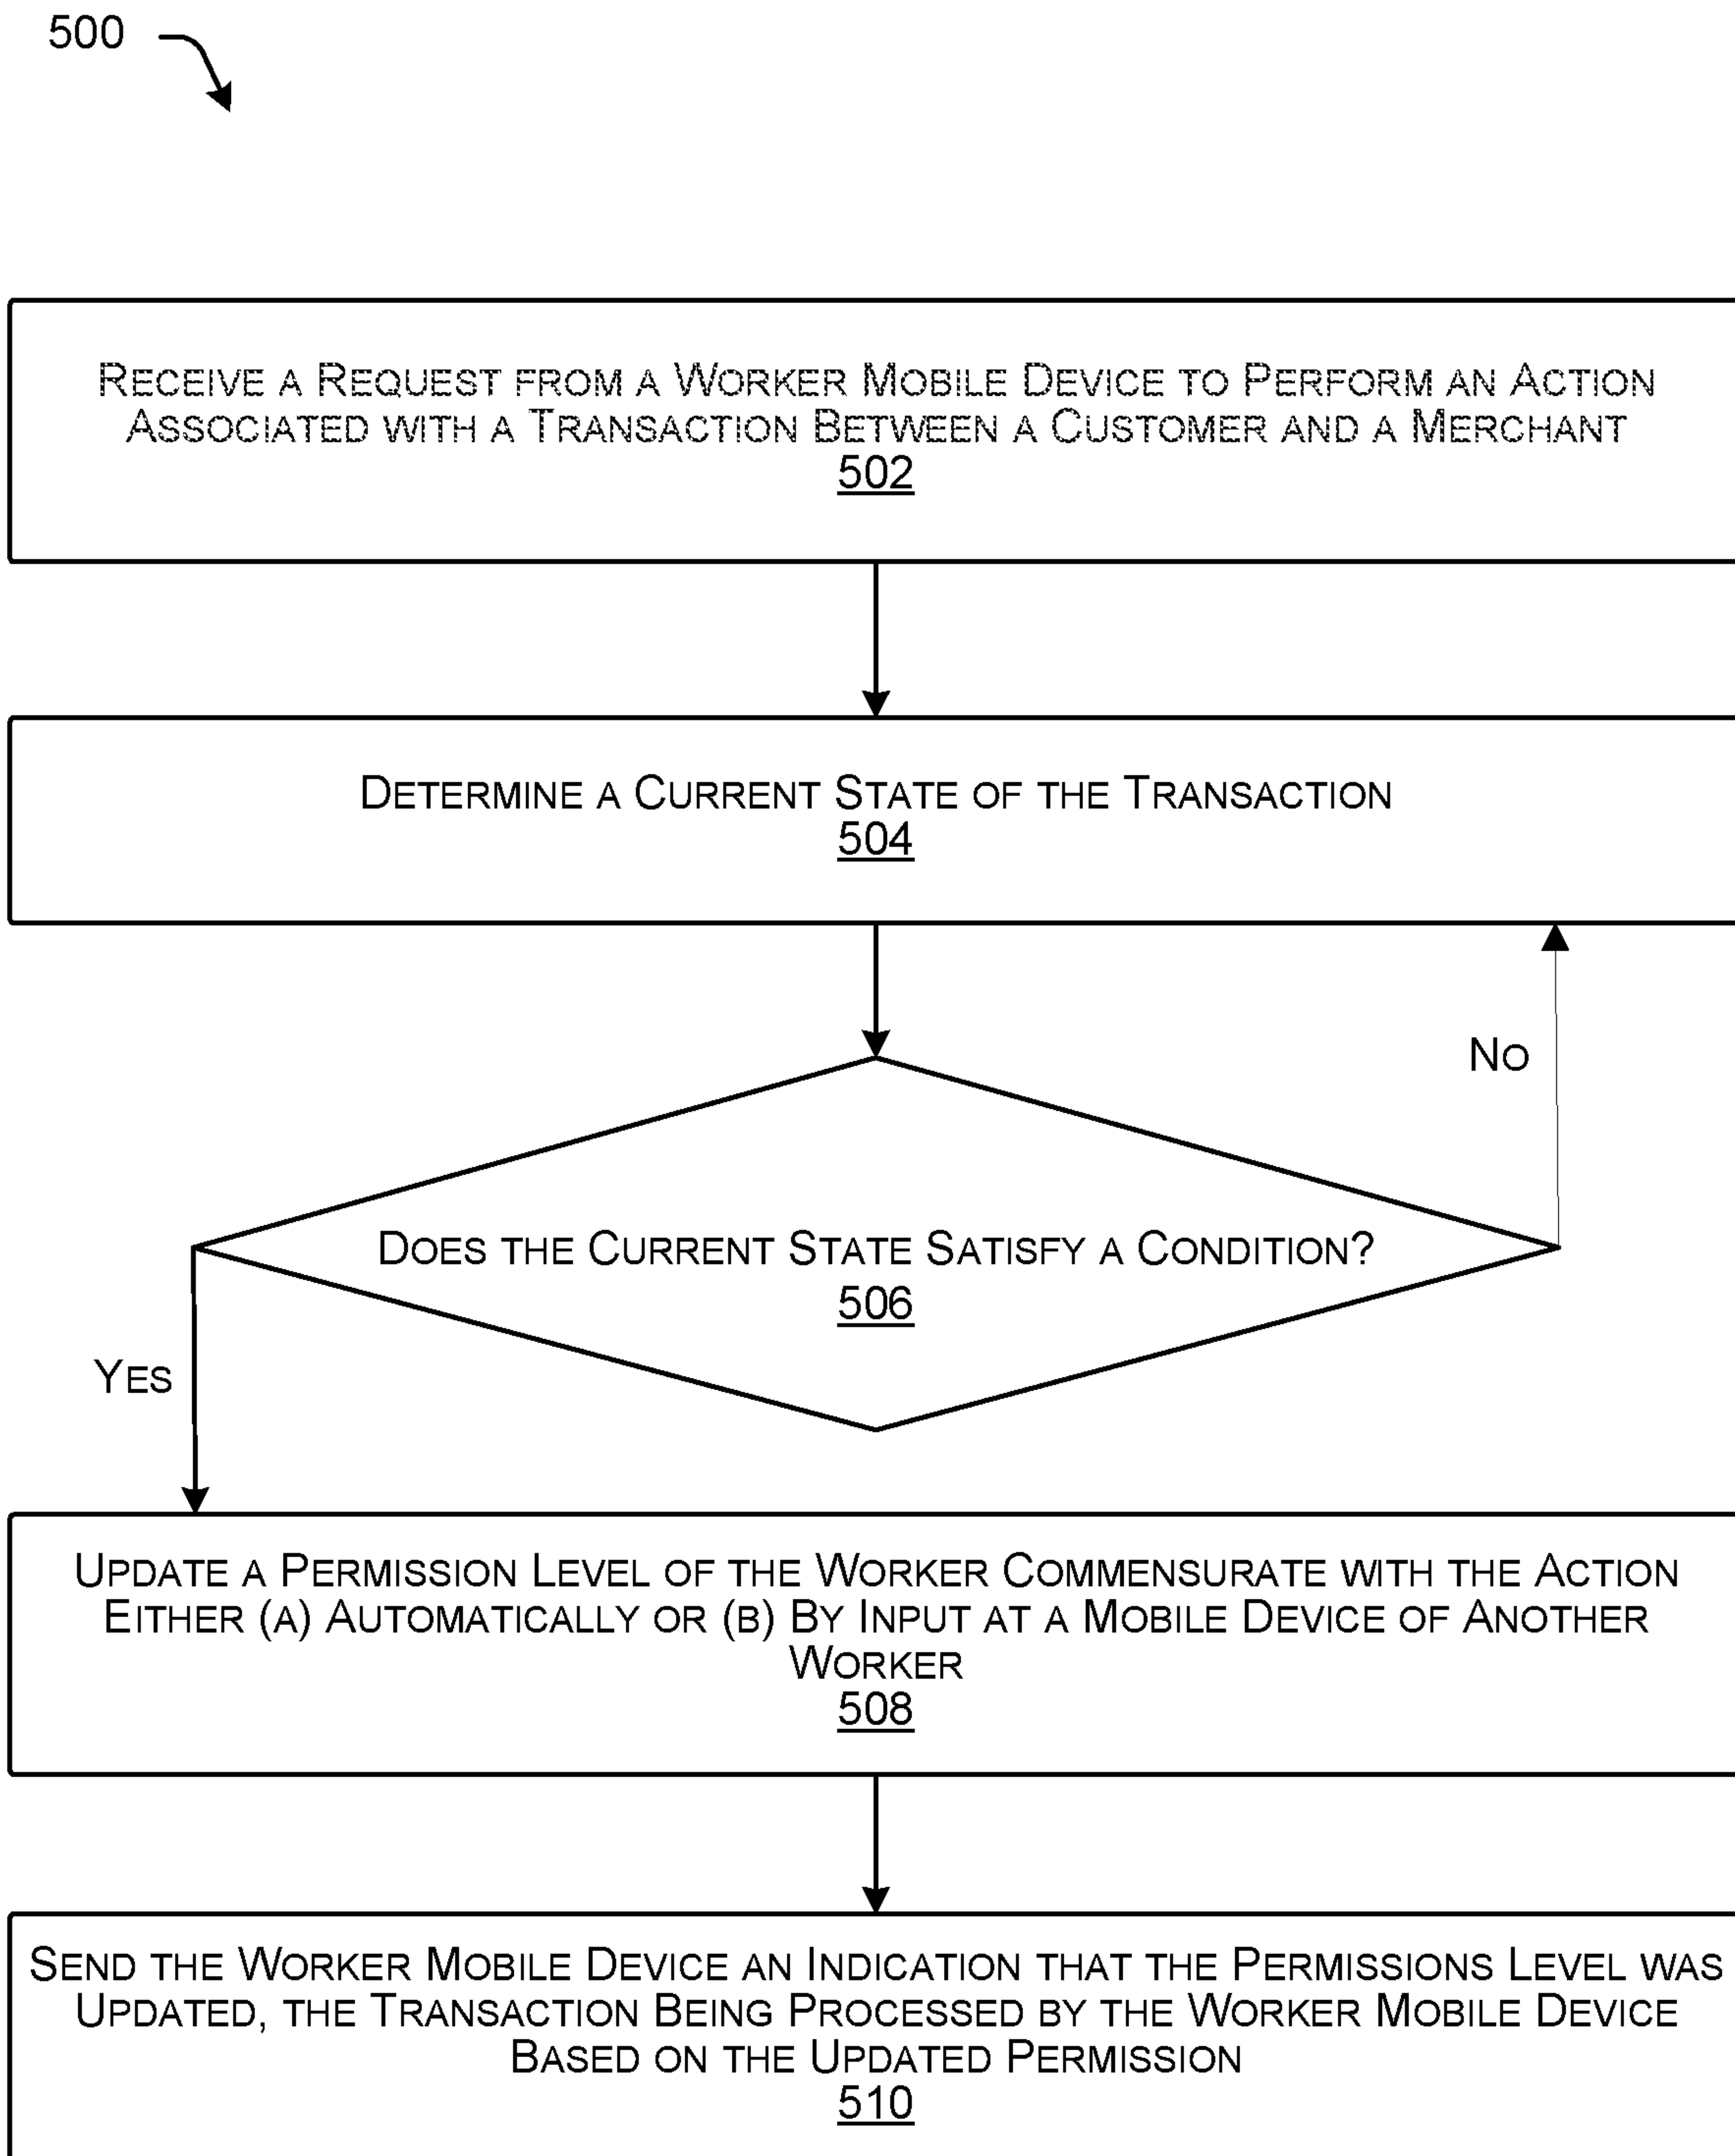 500
RECEIVE A REQUEST FROM A WORKER MOBILE DEVICE TO PERFORM AN ACTION
ASSOCIATED WITH A TRANSACTION BETWEEN A CUSTOMER AND A MERCHANT
502
DETERMINE A CURRENT STATE OF THE TRANSACTION
504
NO
DOES THE CURRENT STATE SATISFY A CONDITION?
506
YES
UPDATE A PERMISSION LEVEL OF THE WORKER COMMENSURATE WITH THE ACTION
EITHER (A) AUTOMATICALLY OR (B) BY INPUT AT A MOBILE DEVICE OF ANOTHER
WORKER
508
SEND THE WORKER MOBILE DEVICE AN INDICATION THAT THE PERMISSIONS LEVEL WAS
UPDATED, THE TRANSACTION BEING PROCESSED BY THE WORKER MOBILE DEVICE
BASED ON THE UPDATED PERMISSION
510